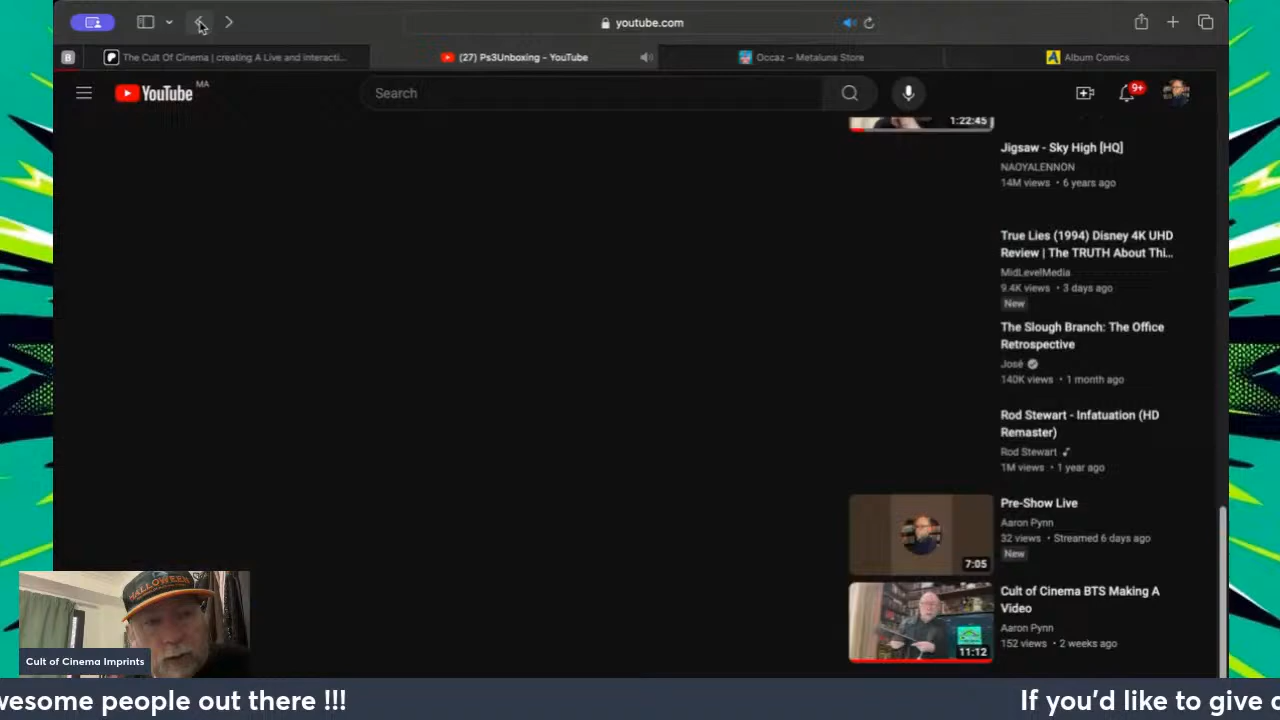 youtube.com
B
The Cult Of Cinema | creating A Live and Interacti...
(27) Ps3Unboxing - YouTube
Occaz – Metaluna Store
Album Comics
YouTube MA
Search
9+
1:22:45
Jigsaw - Sky High [HQ]
NAOYALENNON
14M views • 6 years ago
True Lies (1994) Disney 4K UHD
Review | The TRUTH About Thi...
MidLevelMedia
9.4K views • 3 days ago
New
The Slough Branch: The Office
Retrospective
José
140K views • 1 month ago
Rod Stewart - Infatuation (HD
Remaster)
Rod Stewart
1M views • 1 year ago
Pre-Show Live
Aaron Pynn
32 views • Streamed 6 days ago
New
7:05
Cult of Cinema BTS Making A
Video
Aaron Pynn
152 views • 2 weeks ago
11:12
HALLOWEEN
Cult of Cinema Imprints
wesome people out there !!!
If you'd like to give